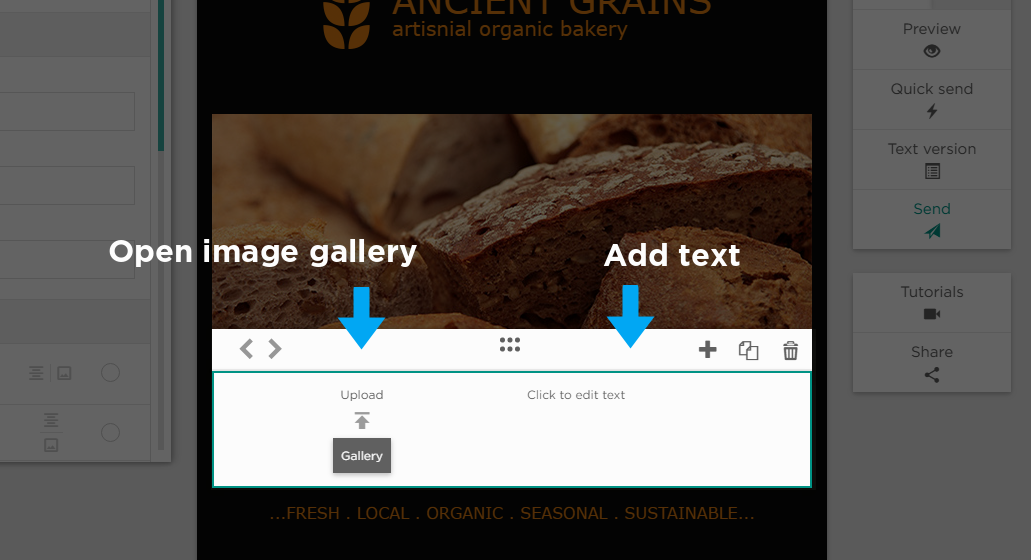 ANCIENT GRAINS
artisnial organic bakery
Open image gallery
Add text
Upload
Click to edit text
Gallery
...FRESH . LOCAL . ORGANIC . SEASONAL . SUSTAINABLE...
Preview
Quick send
Text version
Send
Tutorials
Share